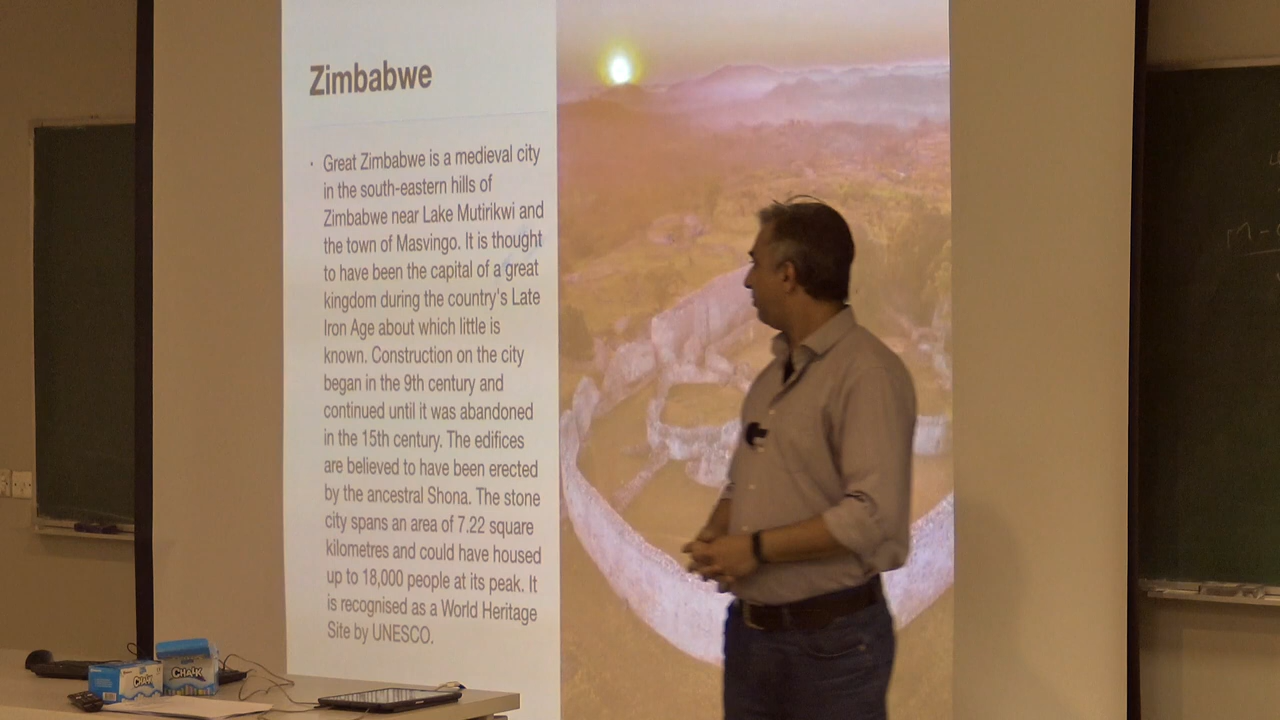 Zimbabwe
· Great Zimbabwe is a medieval city
in the south-eastern hills of
Zimbabwe near Lake Mutirikwi and
the town of Masvingo. It is thought
to have been the capital of a great
kingdom during the country's Late
Iron Age about which little is
known. Construction on the city
began in the 9th century and
continued until it was abandoned
in the 15th century. The edifices
are believed to have been erected
by the ancestral Shona. The stone
city spans an area of 7.22 square
kilometres and could have housed
up to 18,000 people at its peak. It
is recognised as a World Heritage
Site by UNESCO.
CHALK
CHALK